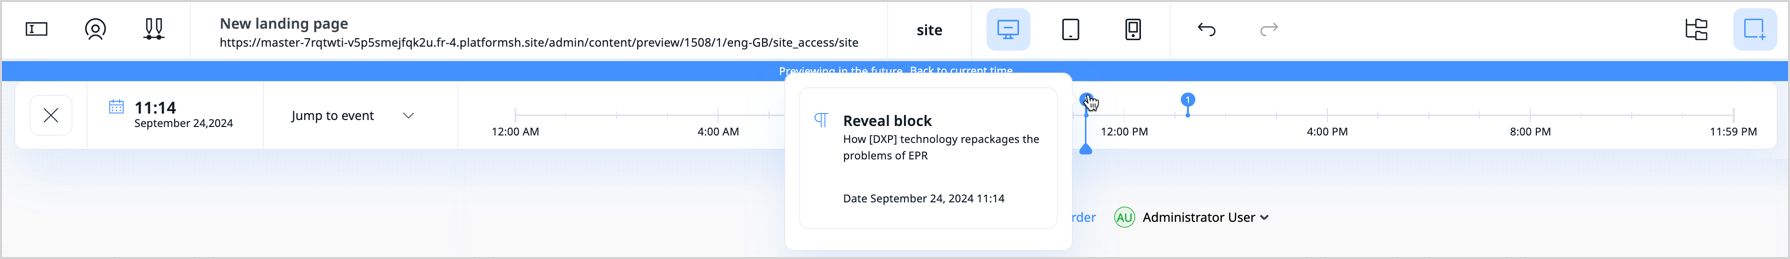 New landing page
https://master-7rqtwti-v5p5smejfqk2u.fr-4.platformsh.site/admin/content/preview/1508/1/eng-GB/site_access/site
site
Previewing in the future. Back to current time
11:14
September 24,2024
Jump to event
12:00 AM
4:00 AM
12:00 PM
4:00 PM
8:00 PM
11:59 PM
1
Reveal block
How [DXP] technology repackages the
problems of EPR
Date September 24, 2024 11:14
rder
AU
Administrator User